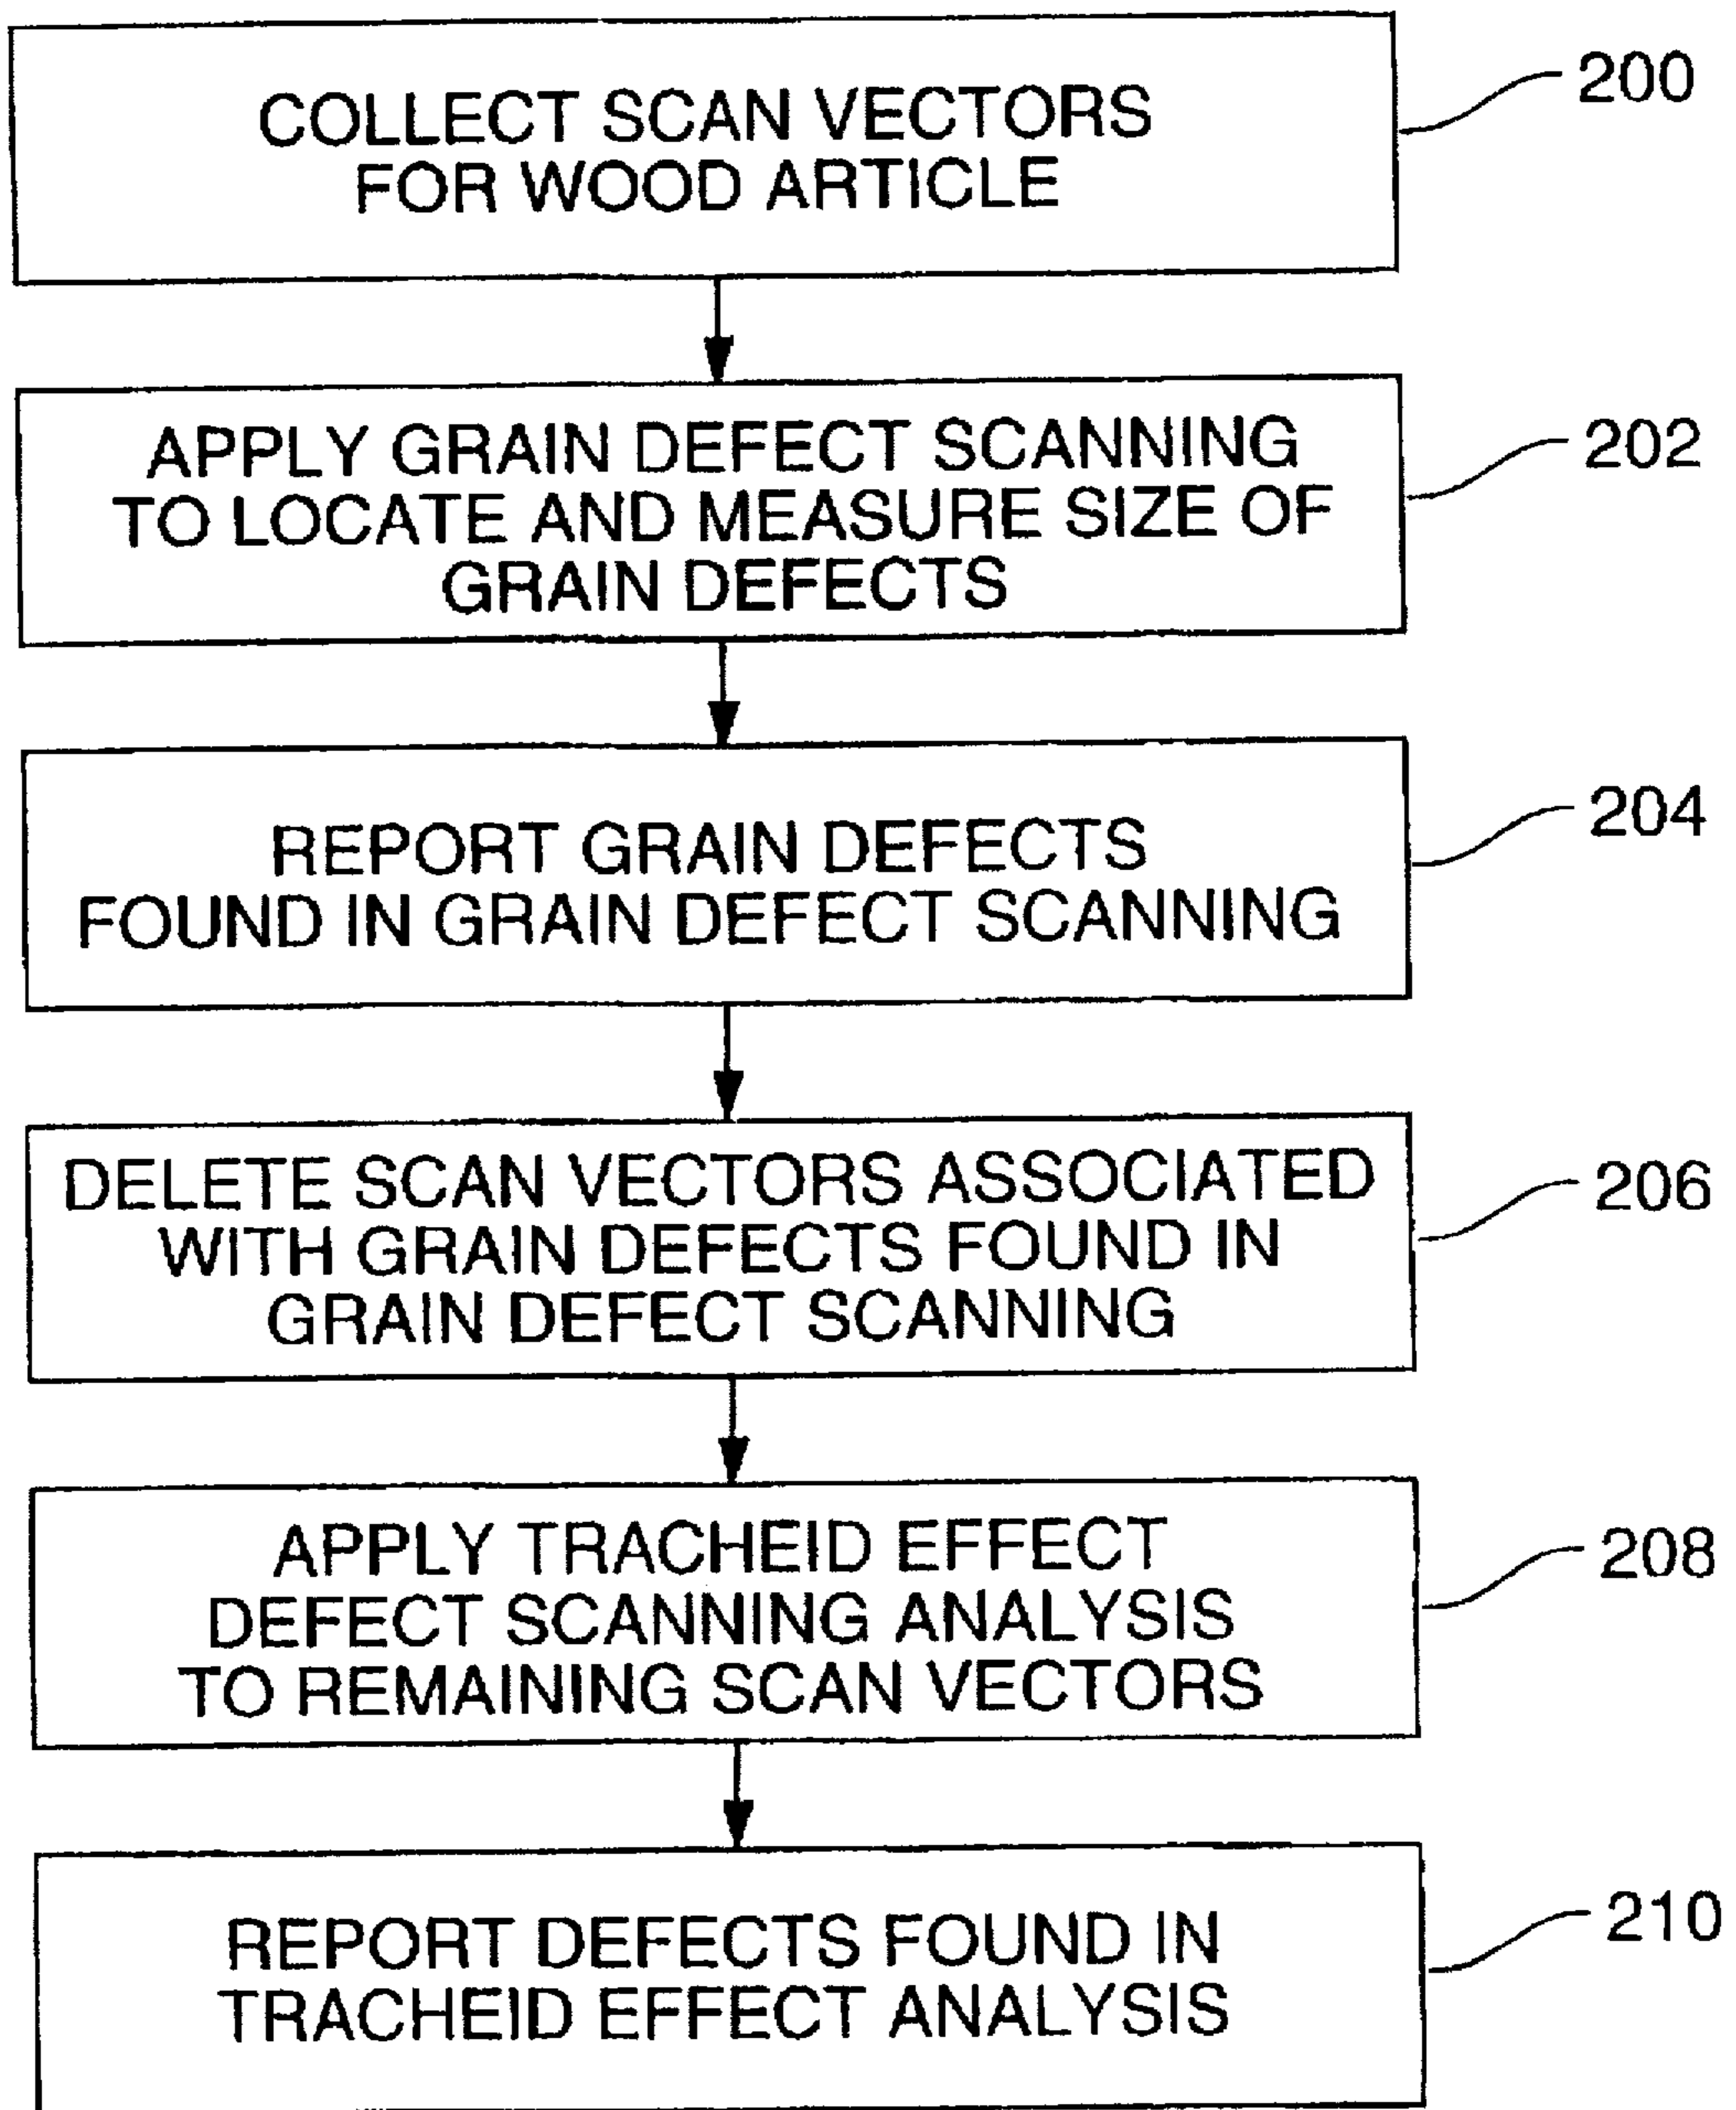 COLLECT SCAN VECTORS
FOR WOOD ARTICLE
200
APPLY GRAIN DEFECT SCANNING
TO LOCATE AND MEASURE SIZE OF
GRAIN DEFECTS
202
REPORT GRAIN DEFECTS
FOUND IN GRAIN DEFECT SCANNING
204
DELETE SCAN VECTORS ASSOCIATED
WITH GRAIN DEFECTS FOUND IN
GRAIN DEFECT SCANNING
206
APPLY TRACHEID EFFECT
DEFECT SCANNING ANALYSIS
TO REMAINING SCAN VECTORS
208
REPORT DEFECTS FOUND IN
TRACHEID EFFECT ANALYSIS
210